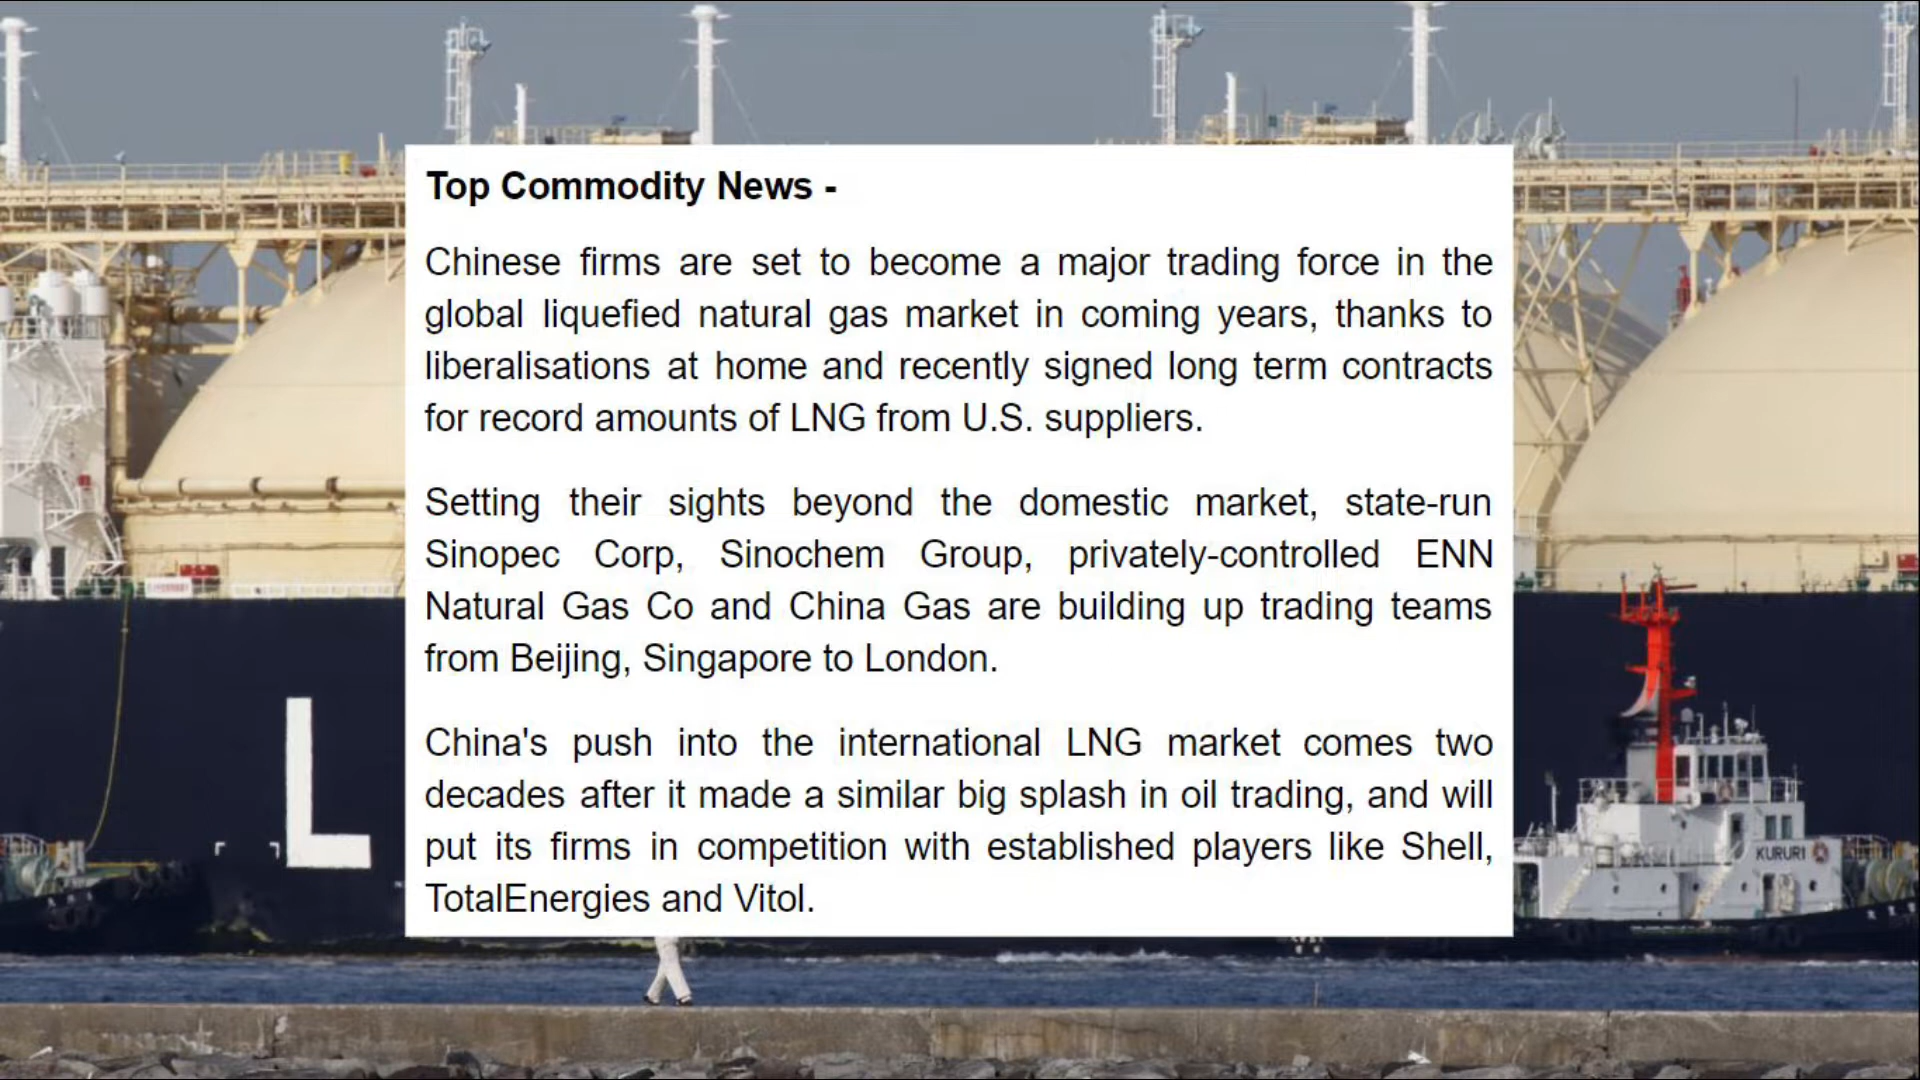 Top Commodity News -
Chinese firms are set to become a major trading force in the
global liquefied natural gas market in coming years, thanks to
liberalisations at home and recently signed long term contracts
for record amounts of LNG from U.S. suppliers.
Setting their sights beyond the domestic market, state-run
Sinopec Corp, Sinochem Group, privately-controlled ENN
Natural Gas Co and China Gas are building up trading teams
from Beijing, Singapore to London.
China's push into the international LNG market comes two
decades after it made a similar big splash in oil trading, and will
put its firms in competition with established players like Shell,
TotalEnergies and Vitol.
L
KURURI